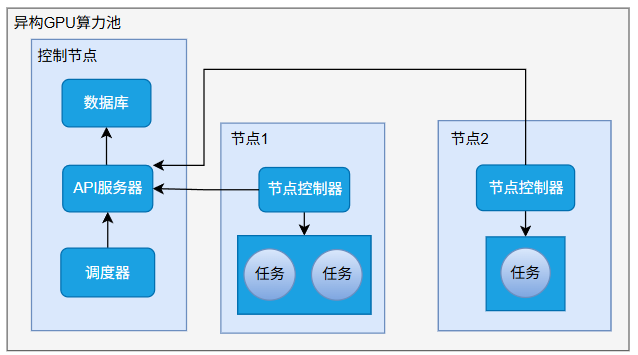 异构GPU算力池
控制节点
数据库
API服务器
调度器
节点1
节点控制器
任务
任务
节点2
节点控制器
任务